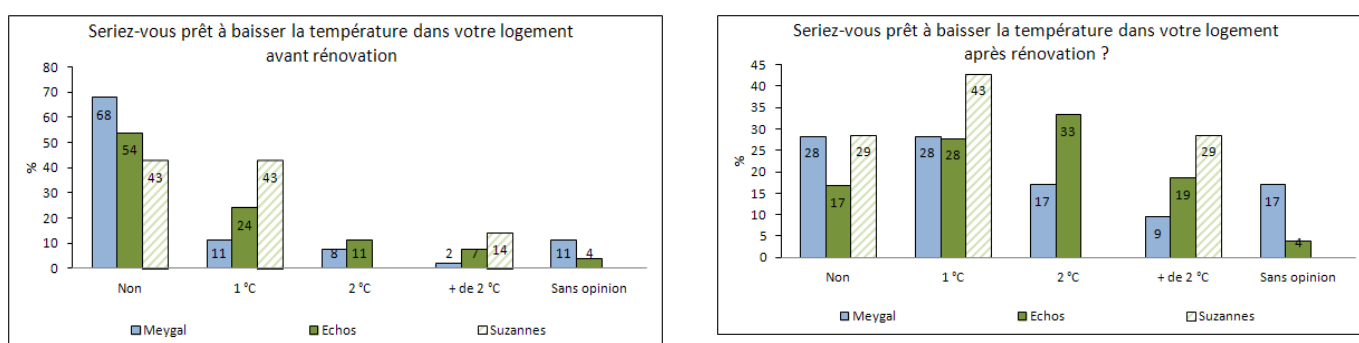 Seriez-vous prêt à baisser la température dans votre logement
avant rénovation
80
70
60
50
40
30
20
10
0
%
68
54
43
11
24
43
8
11
2
7
14
11
4
Non
1 °C
2 °C
+ de 2 °C
Sans opinion
Meygal
Echos
Suzannes
Seriez-vous prêt à baisser la température dans votre logement
après rénovation ?
45
40
35
30
25
20
15
10
5
0
%
28
17
29
28
28
43
17
33
9
19
29
17
4
Non
1 °C
2 °C
+ de 2 °C
Sans opinion
Meygal
Echos
Suzannes